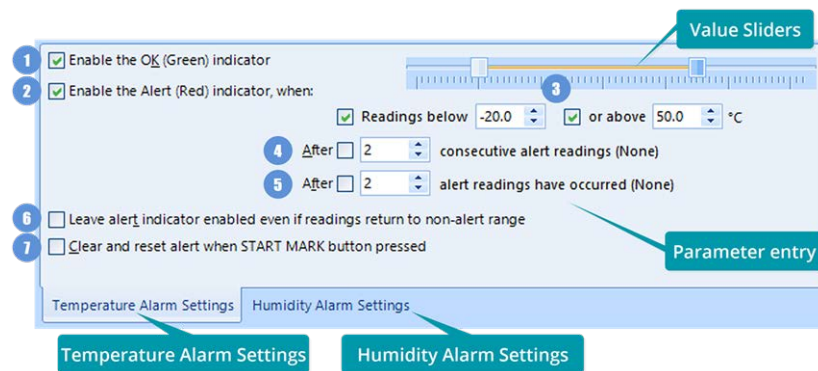 Value Sliders
1 Enable the OK (Green) indicator
2 Enable the Alert (Red) indicator, when:
3
Readings below -20.0 or above 50.0 °C
4 After 2 consecutive alert readings (None)
5 After 2 alert readings have occurred (None)
6 Leave alert indicator enabled even if readings return to non-alert range
7 Clear and reset alert when START MARK button pressed
Parameter entry
Temperature Alarm Settings Humidity Alarm Settings
Temperature Alarm Settings Humidity Alarm Settings